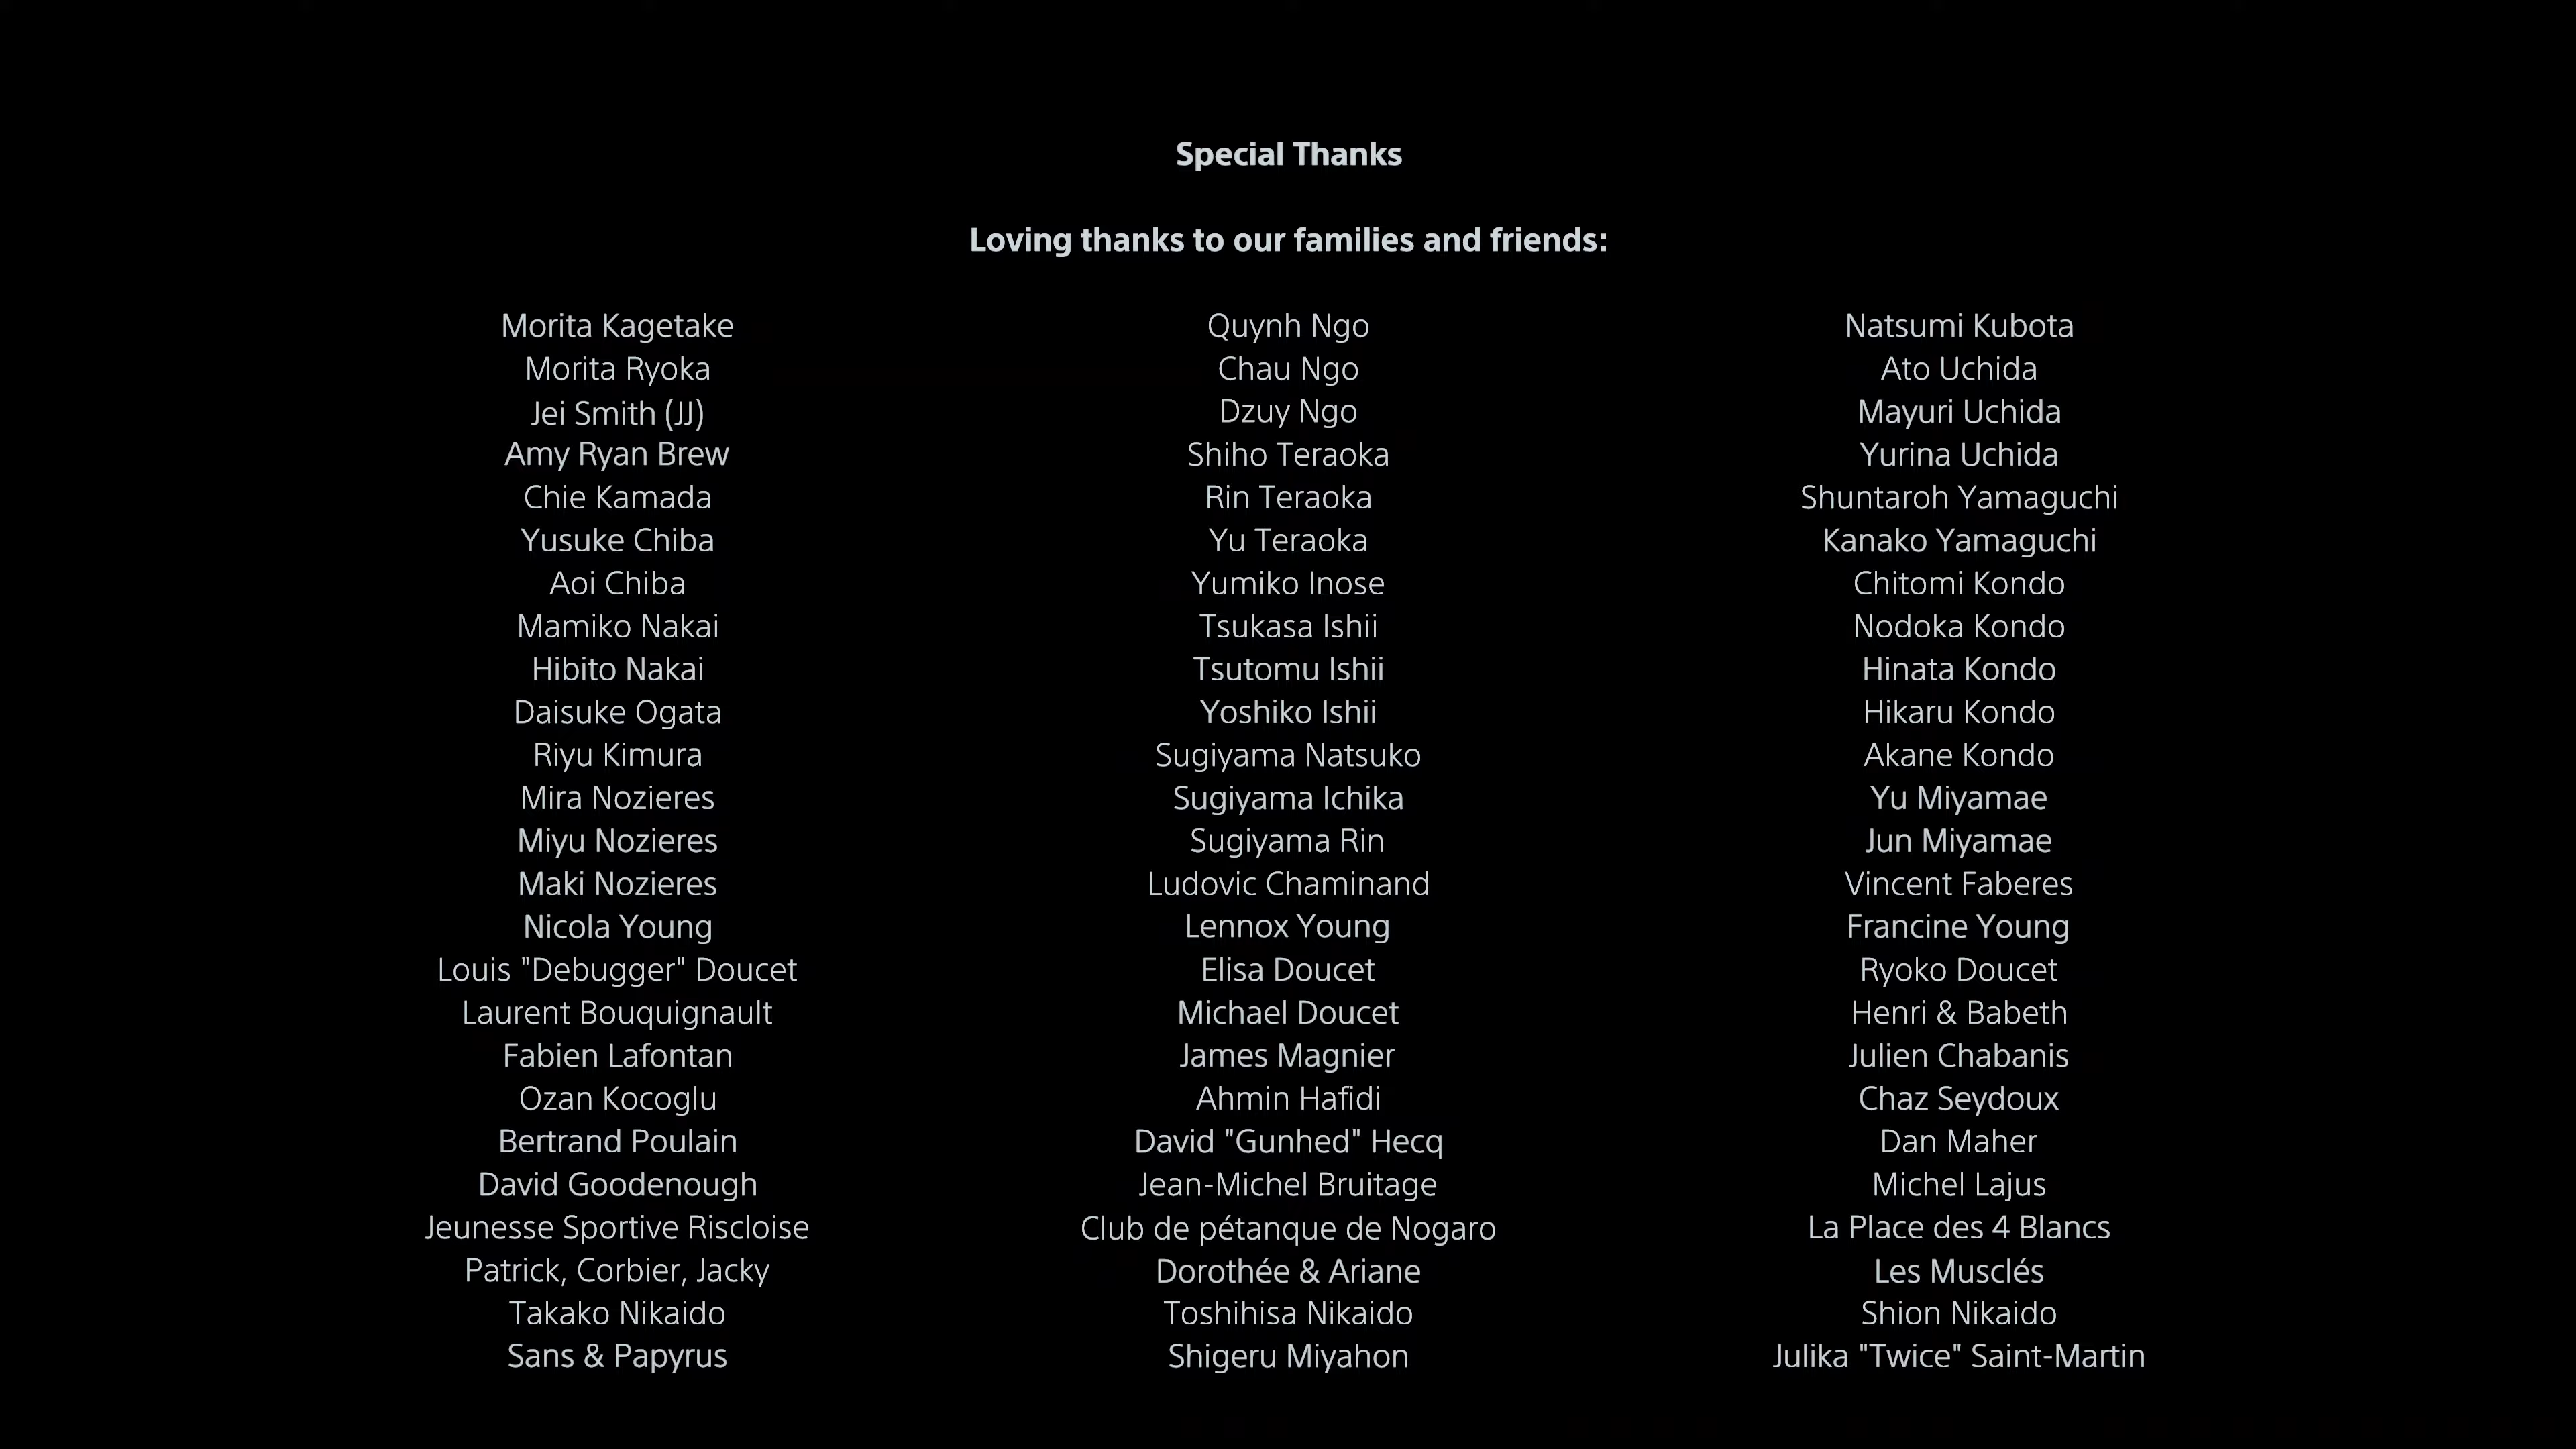 Special Thanks
Loving thanks to our families and friends:
Morita Kagetake
Morita Ryoka
Jei Smith (JJ)
Amy Ryan Brew
Chie Kamada
Yusuke Chiba
Aoi Chiba
Mamiko Nakai
Hibito Nakai
Daisuke Ogata
Riyu Kimura
Mira Nozieres
Miyu Nozieres
Maki Nozieres
Nicola Young
Louis "Debugger" Doucet
Laurent Bouquignault
Fabien Lafontan
Ozan Kocoglu
Bertrand Poulain
David Goodenough
Jeunesse Sportive Riscloise
Patrick, Corbier, Jacky
Takako Nikaido
Sans & Papyrus
Quynh Ngo
Chau Ngo
Dzuy Ngo
Shiho Teraoka
Rin Teraoka
Yu Teraoka
Yumiko Inose
Tsukasa Ishii
Tsutomu Ishii
Yoshiko Ishii
Sugiyama Natsuko
Sugiyama Ichika
Sugiyama Rin
Ludovic Chaminand
Lennox Young
Elisa Doucet
Michael Doucet
James Magnier
Ahmin Hafidi
David "Gunhed" Hecq
Jean-Michel Bruitage
Club de pétanque de Nogaro
Dorothée & Ariane
Toshihisa Nikaido
Shigeru Miyahon
Natsumi Kubota
Ato Uchida
Mayuri Uchida
Yurina Uchida
Shuntaroh Yamaguchi
Kanako Yamaguchi
Chitomi Kondo
Nodoka Kondo
Hinata Kondo
Hikaru Kondo
Akane Kondo
Yu Miyamae
Jun Miyamae
Vincent Faberes
Francine Young
Ryoko Doucet
Henri & Babeth
Julien Chabanis
Chaz Seydoux
Dan Maher
Michel Lajus
La Place des 4 Blancs
Les Musclés
Shion Nikaido
Julika "Twice" Saint-Martin